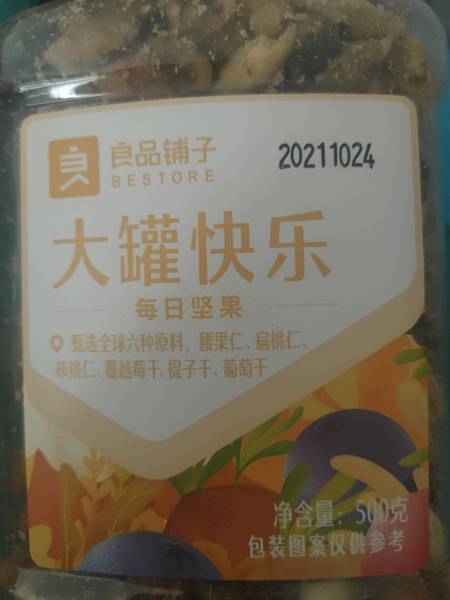 良品铺子
BESTORE
20211024
大罐快乐
每日坚果
甄选全球六种原料，腰果仁、扁桃仁、
核桃仁、蔓越莓干、提子干、葡萄干
净含量：500克
包装图案仅供参考